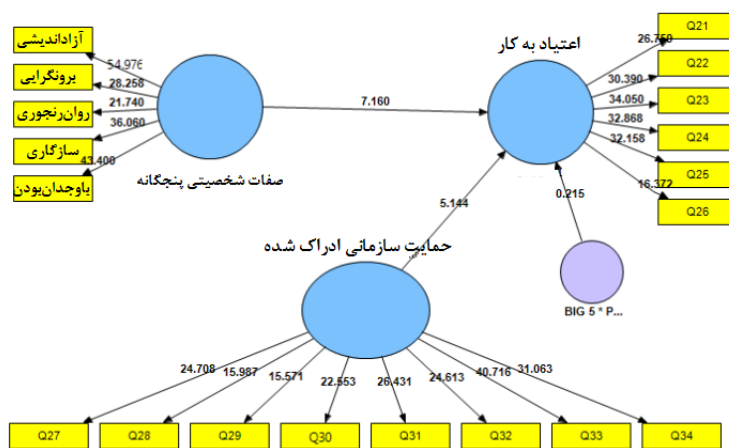 آزاداندیشی
برونگرایی
روان‌رنجوری
سازگاری
باوجدان‌بودن
54.976
28.258
21.740
36.060
43.400
صفات شخصیتی پنجگانه
7.160
اعتیاد به کار
Q21
Q22
Q23
Q24
Q25
Q26
26.750
30.390
34.050
32.868
32.158
16.372
5.144
0.215
BIG 5 * P...
حمایت سازمانی ادراک شده
24.708
15.987
15.571
22.553
26.431
24.613
40.716
31.063
Q27
Q28
Q29
Q30
Q31
Q32
Q33
Q34